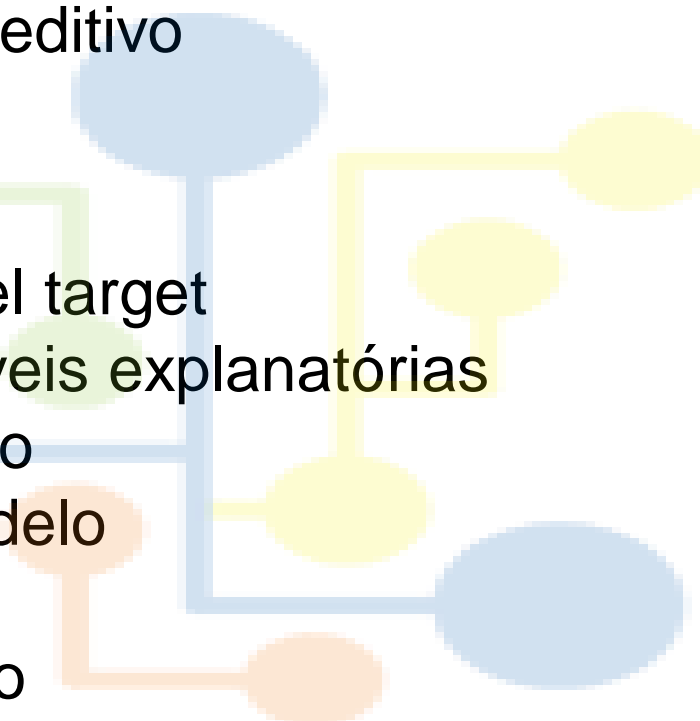 editivo
el target
veis explanatórias
o
delo
o